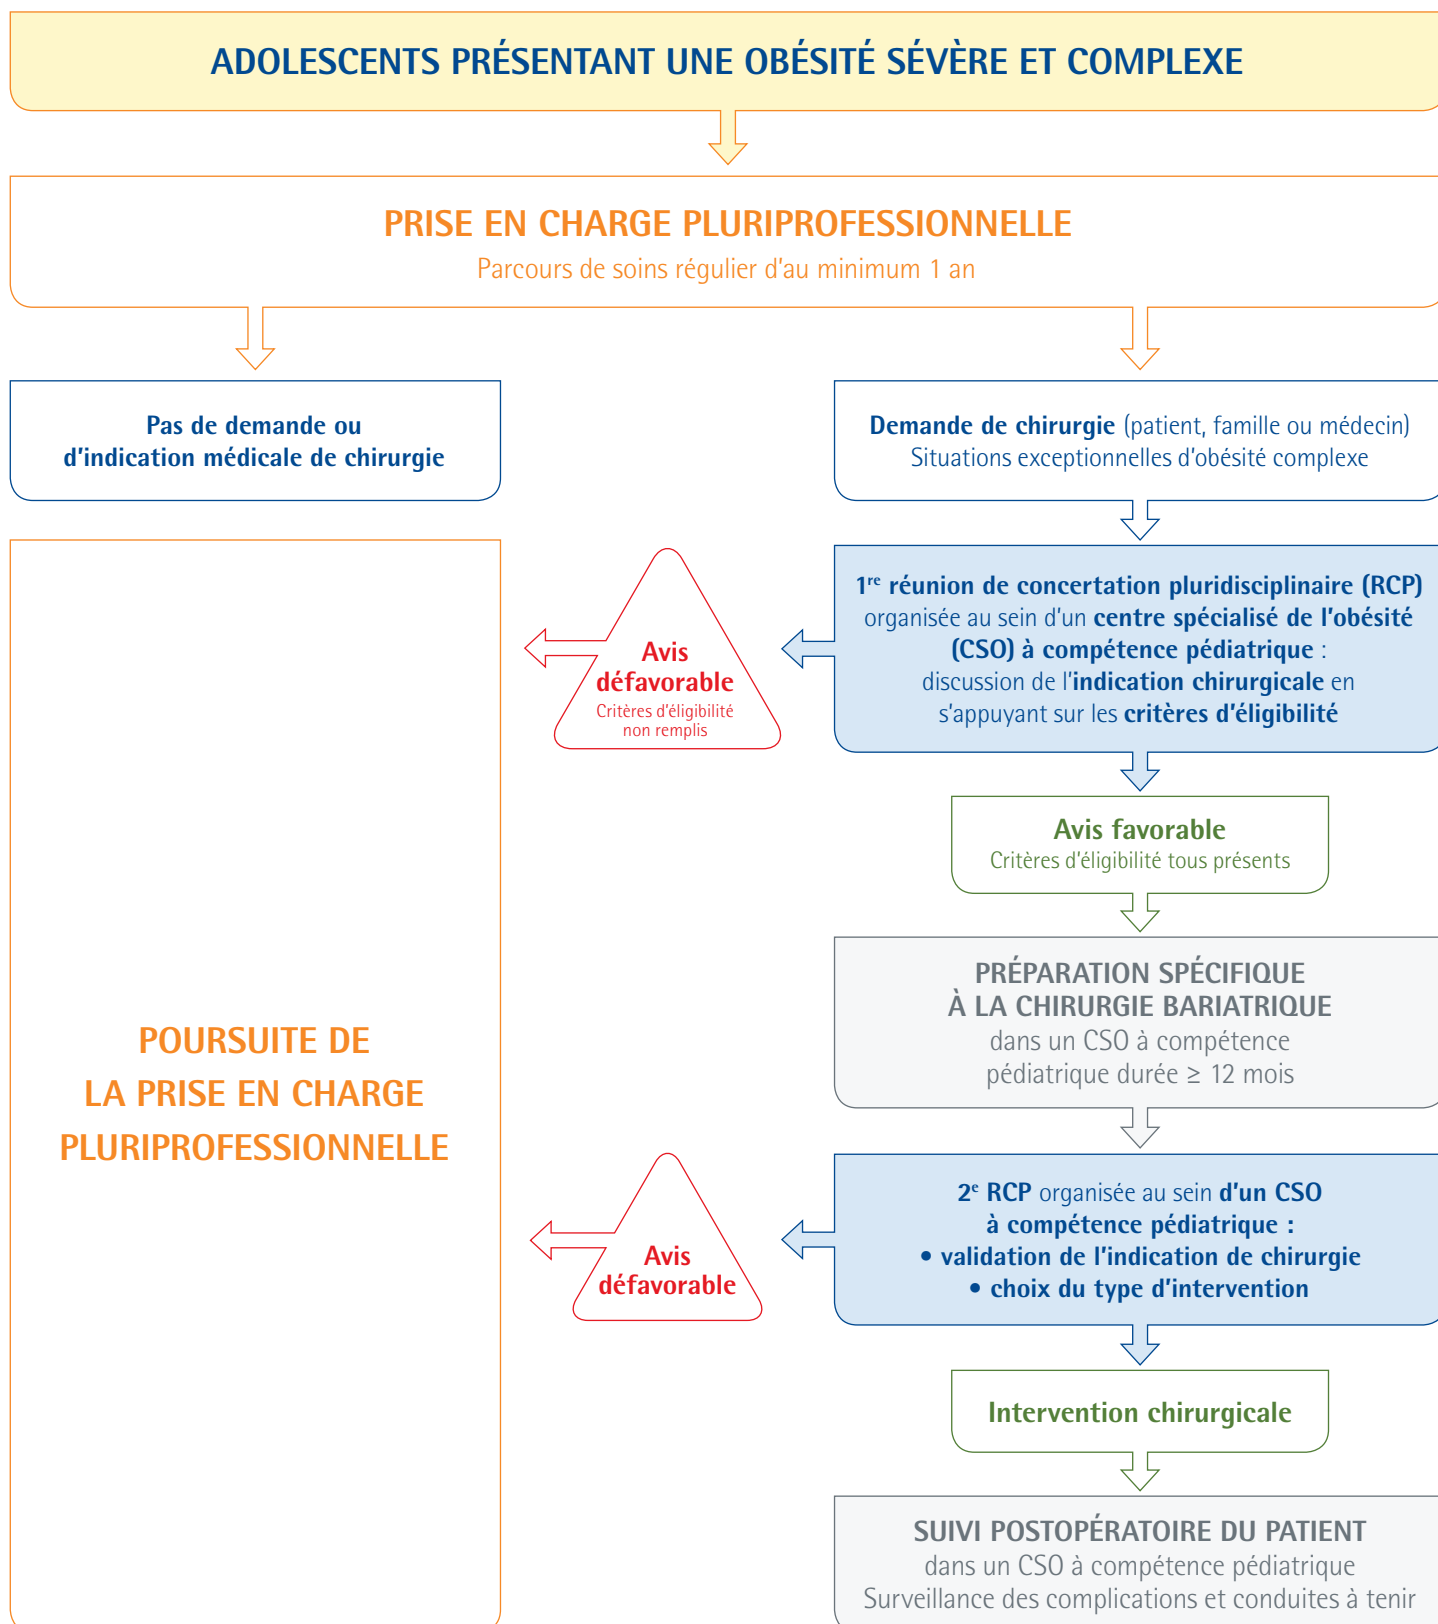 ADOLESCENTS PRÉSENTANT UNE OBÉSITÉ SÉVÈRE ET COMPLEXE
PRISE EN CHARGE PLURIPROFESSIONNELLE
Parcours de soins régulier d'au minimum 1 an
Pas de demande ou
d'indication médicale de chirurgie
Demande de chirurgie (patient, famille ou médecin)
Situations exceptionnelles d'obésité complexe
1re réunion de concertation pluridisciplinaire (RCP)
organisée au sein d'un centre spécialisé de l'obésité
(CSO) à compétence pédiatrique :
discussion de l'indication chirurgicale en
s'appuyant sur les critères d'éligibilité
Avis
défavorable
Critères d'éligibilité
non remplis
Avis favorable
Critères d'éligibilité tous présents
PRÉPARATION SPÉCIFIQUE
À LA CHIRURGIE BARIATRIQUE
dans un CSO à compétence
pédiatrique durée ≥ 12 mois
POURSUITE DE
LA PRISE EN CHARGE
PLURIPROFESSIONNELLE
2e RCP organisée au sein d'un CSO
à compétence pédiatrique :
• validation de l'indication de chirurgie
• choix du type d'intervention
Avis
défavorable
Intervention chirurgicale
SUIVI POSTOPÉRATOIRE DU PATIENT
dans un CSO à compétence pédiatrique
Surveillance des complications et conduites à tenir